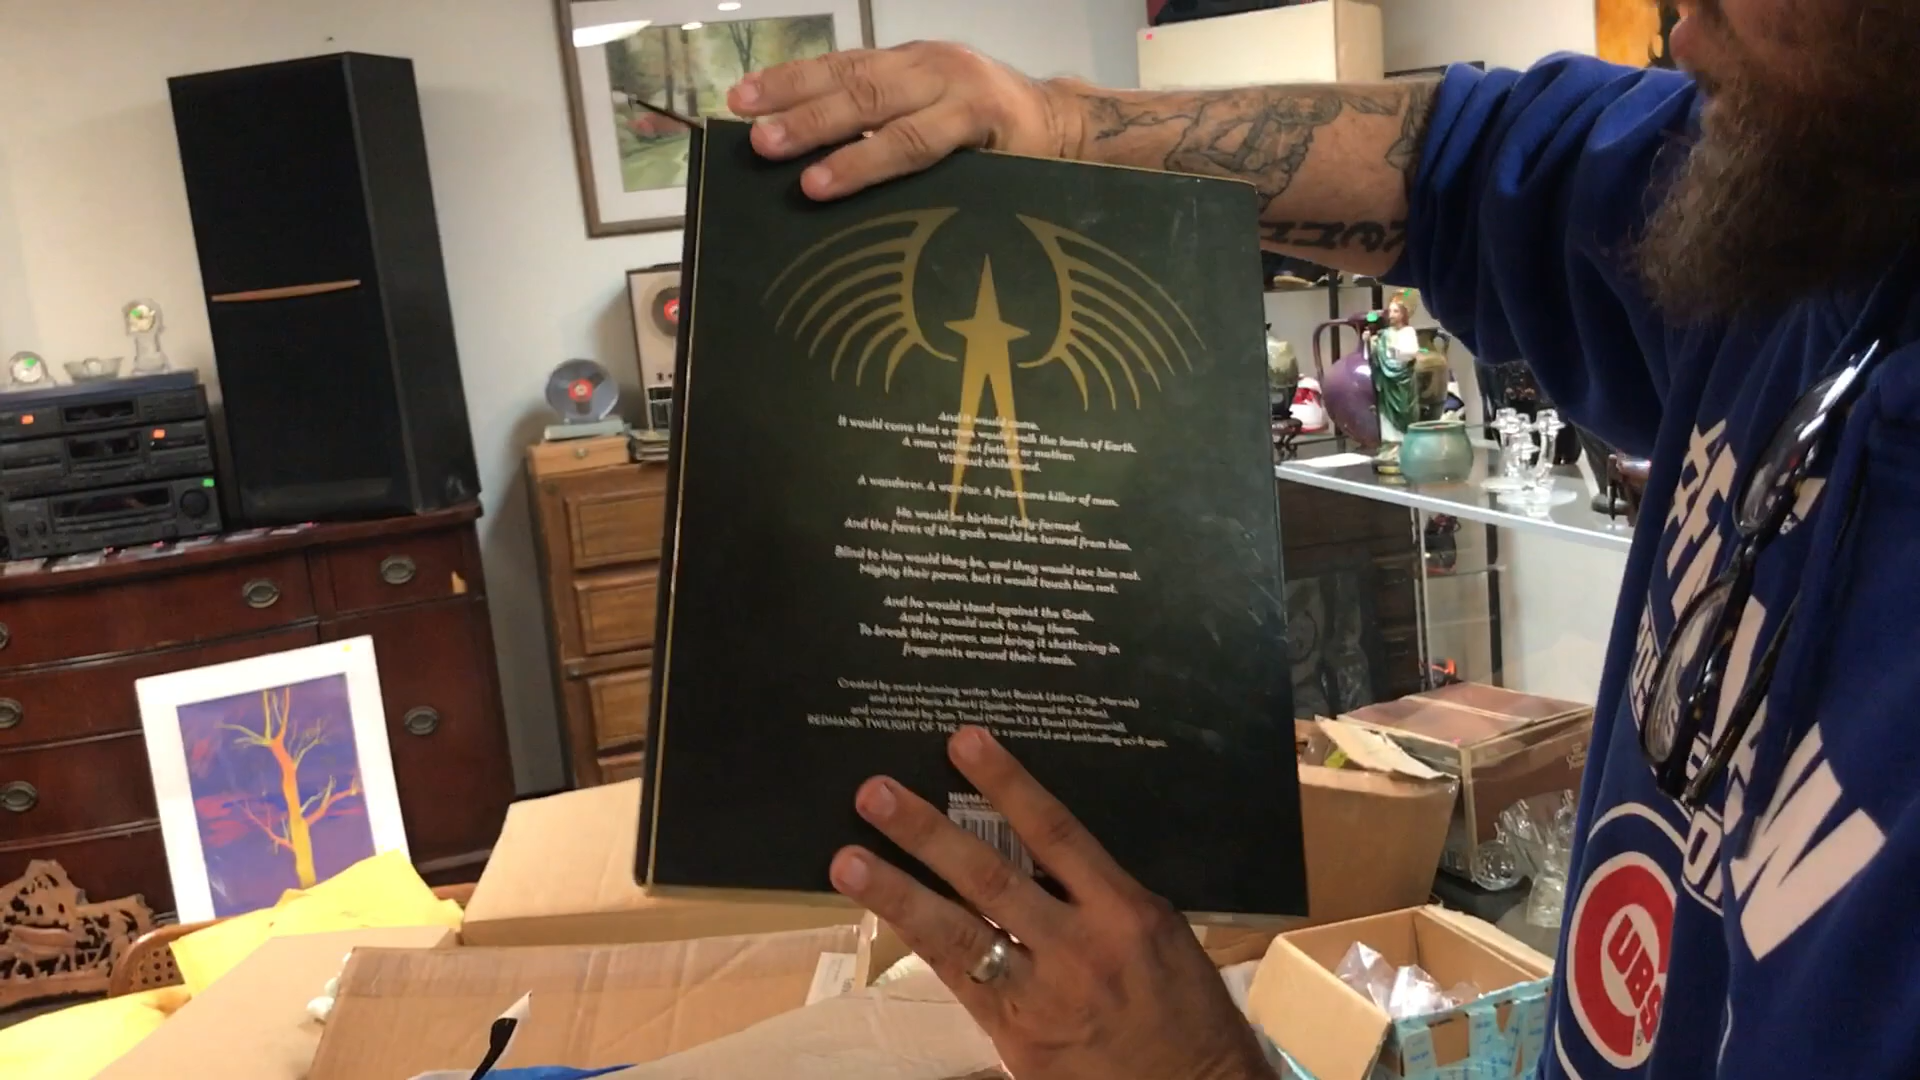 And it would come.
It would come that a man would walk the lands of Earth.
A man without father or mother.
Without childhood.
A wanderer. A warrior. A fearsome killer of men.
He would be birthed fully-formed.
And the faces of the gods would be turned from him.
Blind to him would they be, and they would see him not.
Mighty their power, but it would touch him not.
And he would stand against the Gods.
And he would seek to slay them.
To break their power, and bring it shattering in
fragments around their heads.
Created by award-winning writer Kurt Busiek (Astro City, Marvels)
and artist Mario Alberti (Spider-Man and the X-Men),
and concluded by Sam Timel (Milan K.) & Bazal (Retroworld),
REDHAND: TWILIGHT OF THE is a powerful and enthralling sci-fi epic.
CUBS